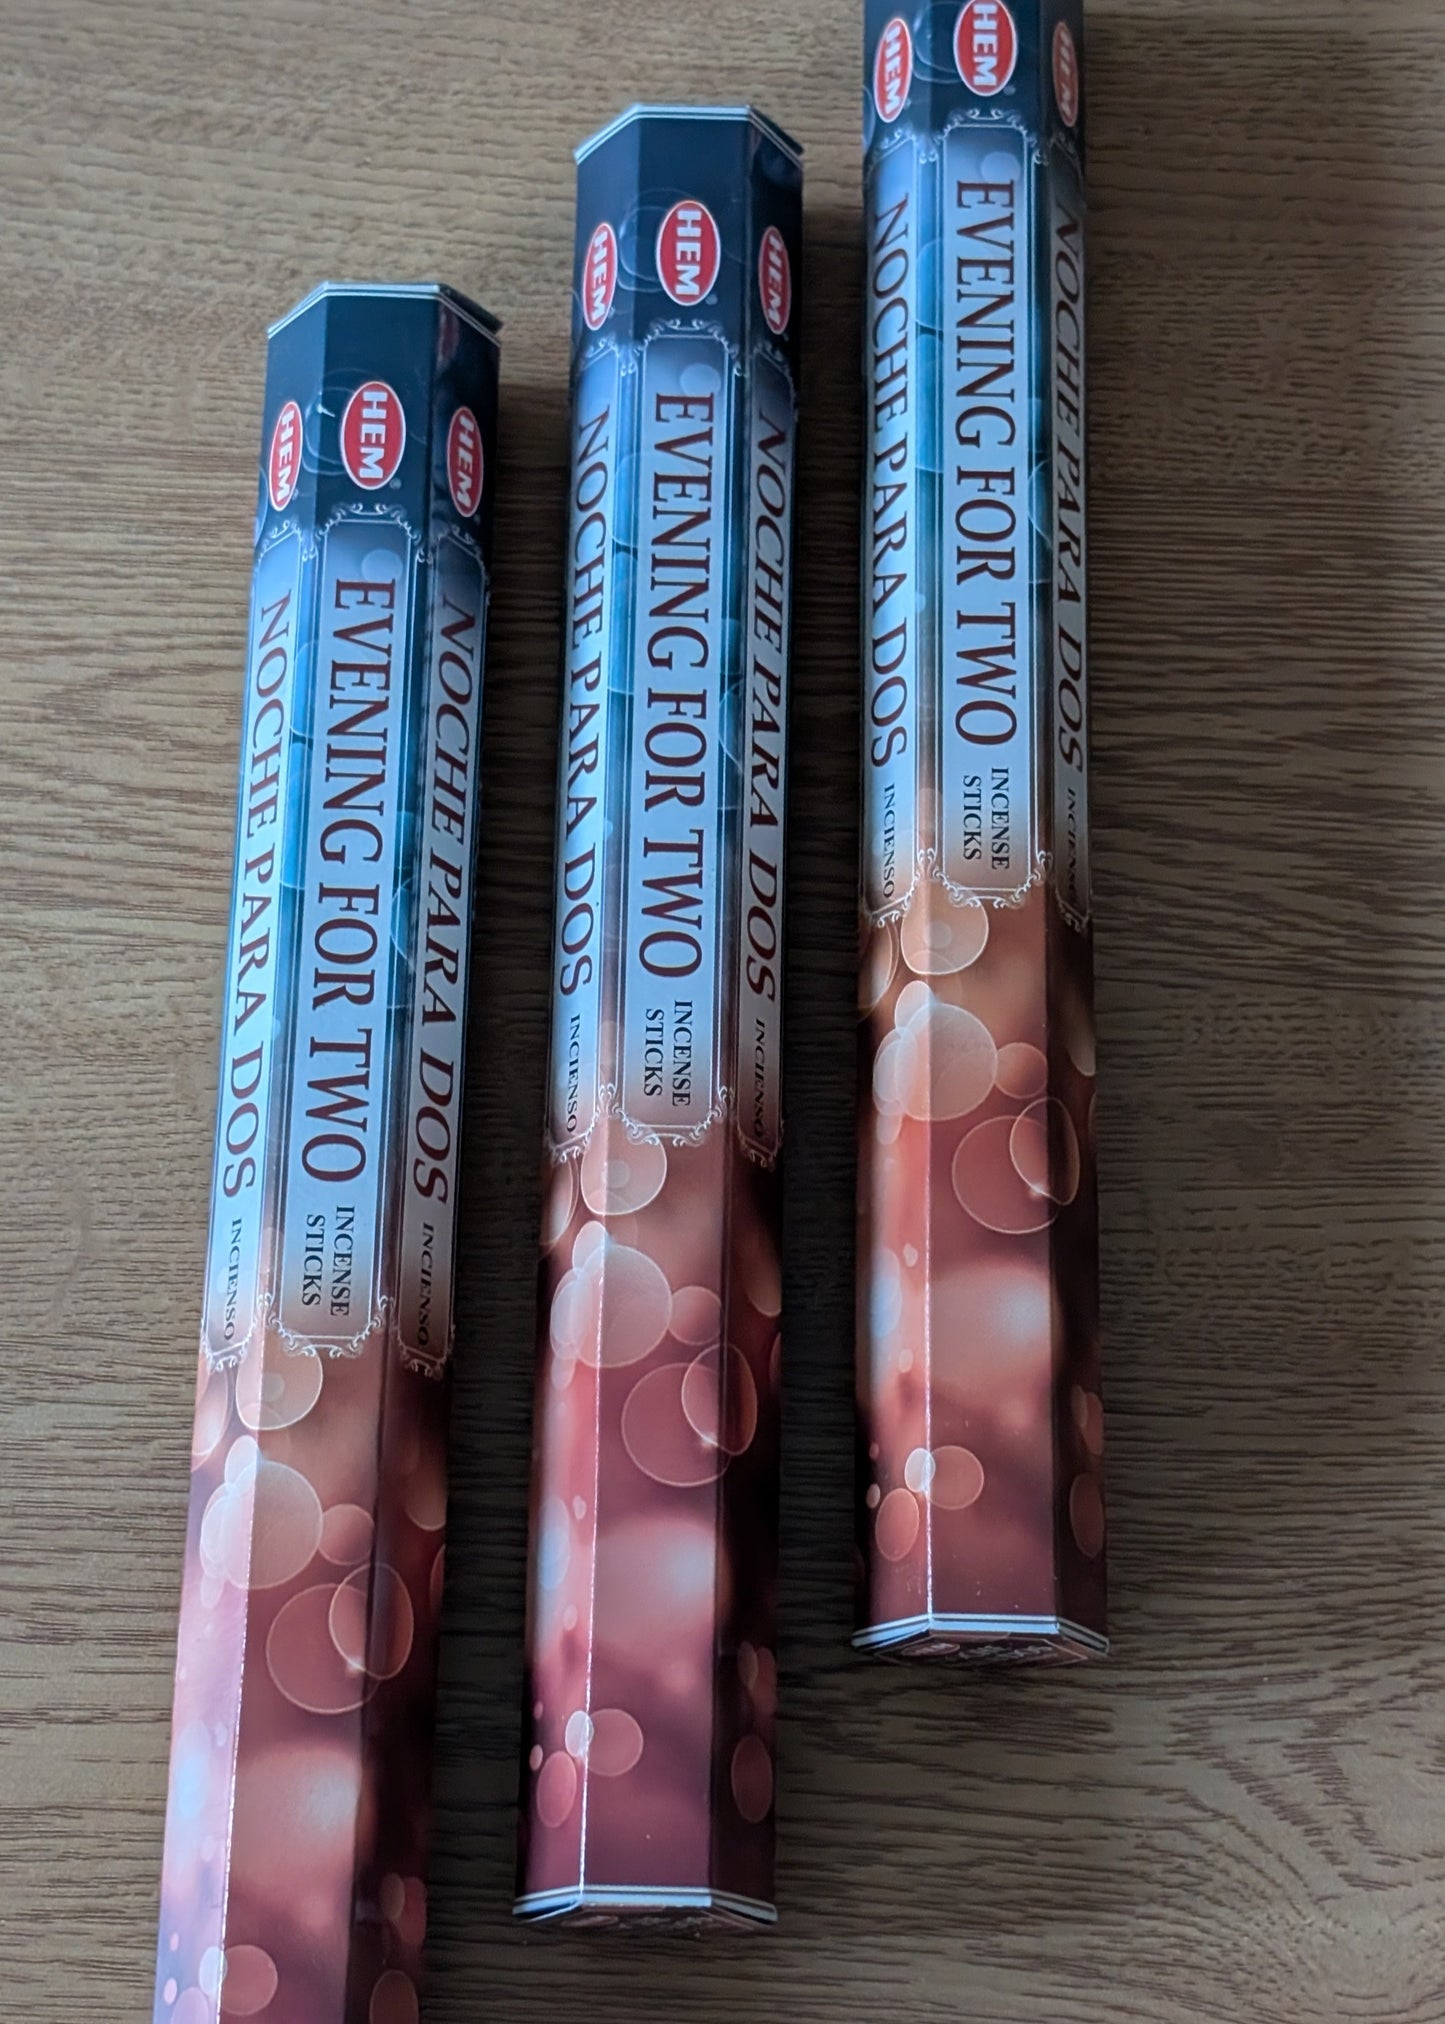 HEM
HEM
HEM
NOCHE PARA DOS
INCIENSO
EVENING FOR TWO
INCENSE
STICKS
NOCHE PARA DOS
INCIENSO
HEM
HEM
HEM
NOCHE PARA DOS
INCIENSO
EVENING FOR TWO
INCENSE
STICKS
NOCHE PARA DOS
INCIENSO
HEM
HEM
HEM
NOCHE PARA DOS
INCIENSO
EVENING FOR TWO
INCENSE
STICKS
NOCHE PARA DOS
INCIENSO